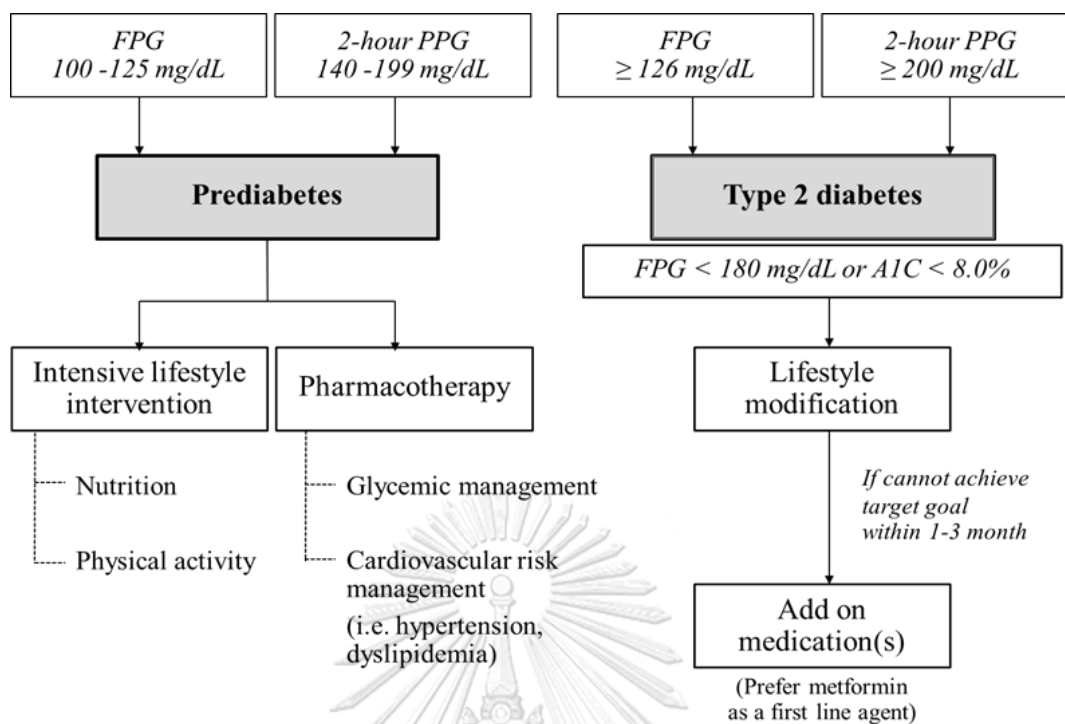 FPG
100 -125 mg/dL
2-hour PPG
140 -199 mg/dL
FPG
≥ 126 mg/dL
2-hour PPG
≥ 200 mg/dL
Prediabetes
Type 2 diabetes
FPG < 180 mg/dL or A1C < 8.0%
Intensive lifestyle
intervention
Pharmacotherapy
Lifestyle
modification
Nutrition
Physical activity
Glycemic management
Cardiovascular risk
management
(i.e. hypertension,
dyslipidemia)
If cannot achieve
target goal
within 1-3 month
Add on
medication(s)
(Prefer metformin
as a first line agent)